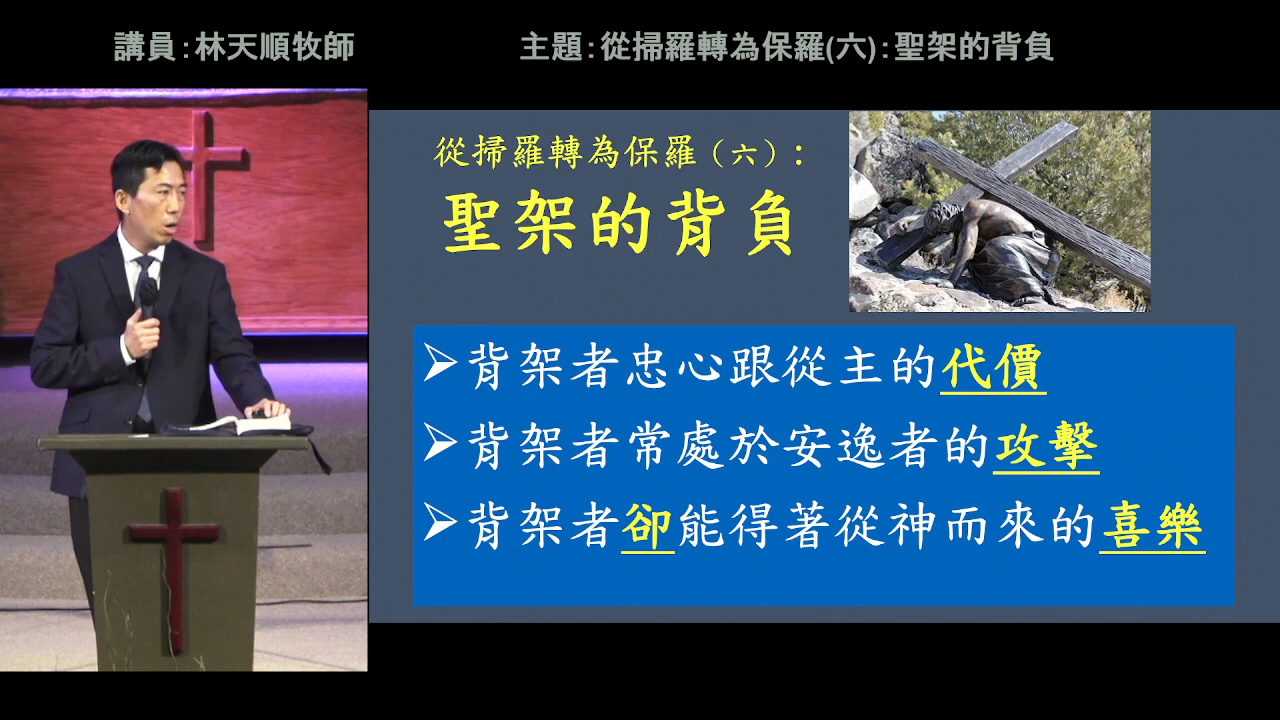 講員:林天順牧師
主題:從掃羅轉為保羅(六):聖架的背負
從掃羅轉為保羅（六）：
聖架的背負
➢背架者忠心跟從主的代價
➢背架者常處於安逸者的攻擊
➢背架者卻能得著從神而來的喜樂